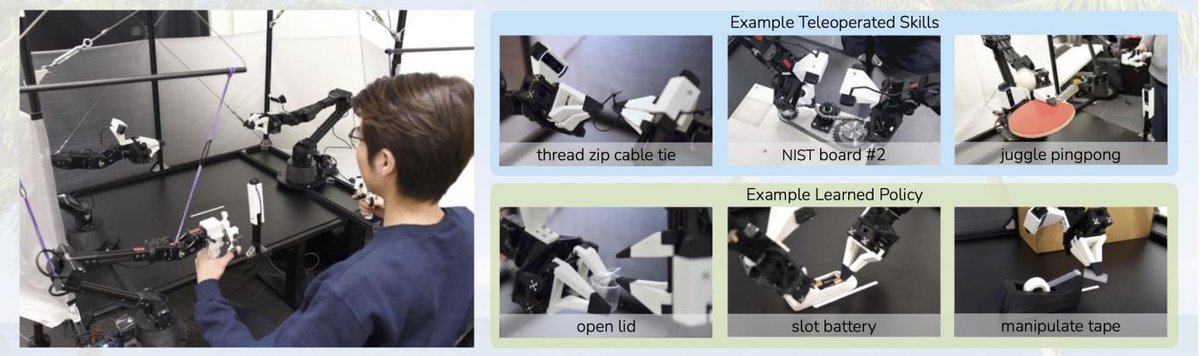 Example Teleoperated Skills
thread zip cable tie
NIST board #2
juggle pingpong
Example Learned Policy
open lid
slot battery
manipulate tape